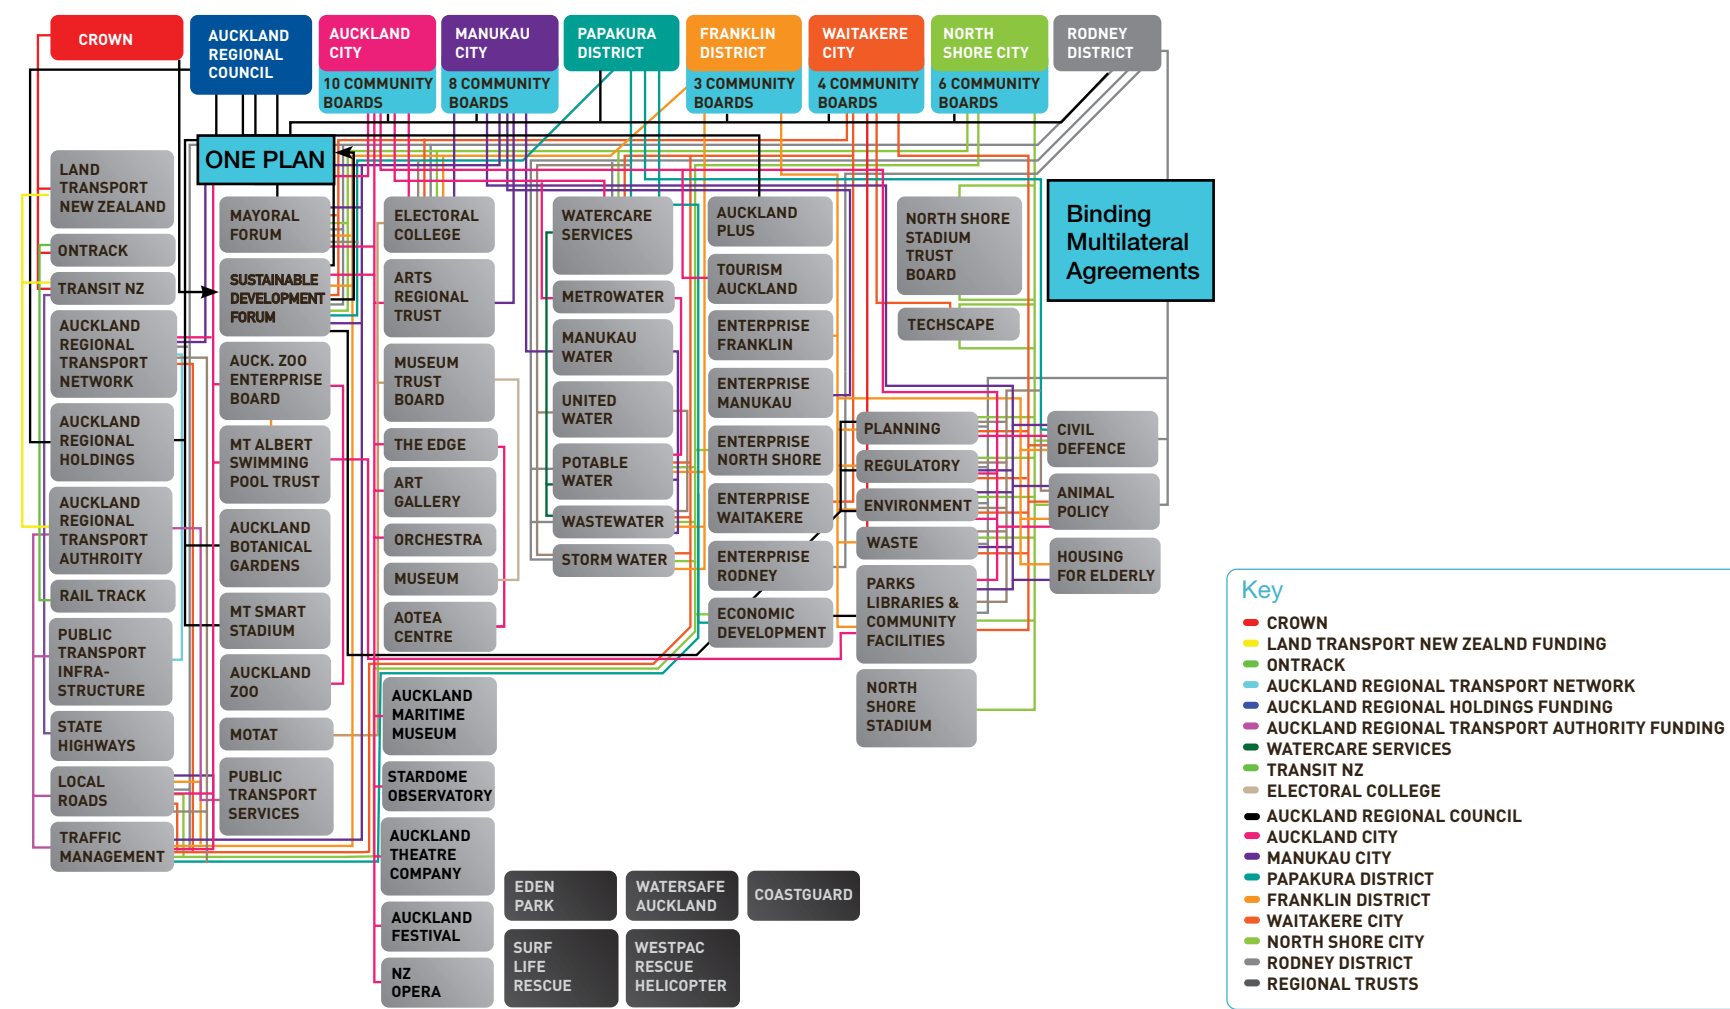 CROWN
AUCKLAND
REGIONAL
COUNCIL
AUCKLAND
CITY
10 COMMUNITY
BOARDS
MANUKAU
CITY
8 COMMUNITY
BOARDS
PAPAKURA
DISTRICT
FRANKLIN
DISTRICT
3 COMMUNITY
BOARDS
WAITAKERE
CITY
4 COMMUNITY
BOARDS
NORTH
SHORE CITY
6 COMMUNITY
BOARDS
RODNEY
DISTRICT
ONE PLAN
Binding
Multilateral
Agreements
LAND
TRANSPORT
NEW ZEALAND
ONTRACK
TRANSIT NZ
AUCKLAND
REGIONAL
TRANSPORT
NETWORK
AUCKLAND
REGIONAL
HOLDINGS
AUCKLAND
REGIONAL
TRANSPORT
AUTHROITY
RAIL TRACK
PUBLIC
TRANSPORT
INFRA-
STRUCTURE
STATE
HIGHWAYS
LOCAL
ROADS
TRAFFIC
MANAGEMENT
MAYORAL
FORUM
SUSTAINABLE
DEVELOPMENT
FORUM
AUCK. ZOO
ENTERPRISE
BOARD
MT ALBERT
SWIMMING
POOL TRUST
AUCKLAND
BOTANICAL
GARDENS
MT SMART
STADIUM
AUCKLAND
ZOO
MOTAT
PUBLIC
TRANSPORT
SERVICES
ELECTORAL
COLLEGE
ARTS
REGIONAL
TRUST
MUSEUM
TRUST
BOARD
THE EDGE
ART
GALLERY
ORCHESTRA
MUSEUM
AOTEA
CENTRE
AUCKLAND
MARITIME
MUSEUM
STARDOME
OBSERVATORY
AUCKLAND
THEATRE
COMPANY
AUCKLAND
FESTIVAL
NZ
OPERA
WATERCARE
SERVICES
METROWATER
MANUKAU
WATER
UNITED
WATER
POTABLE
WATER
WASTEWATER
STORM WATER
AUCKLAND
PLUS
TOURISM
AUCKLAND
ENTERPRISE
FRANKLIN
ENTERPRISE
MANUKAU
ENTERPRISE
NORTH SHORE
ENTERPRISE
WAITAKERE
ENTERPRISE
RODNEY
ECONOMIC
DEVELOPMENT
NORTH SHORE
STADIUM
TRUST
BOARD
TECHSCAPE
PLANNING
REGULATORY
ENVIRONMENT
WASTE
PARKS
LIBRARIES &
COMMUNITY
FACILITIES
NORTH
SHORE
STADIUM
CIVIL
DEFENCE
ANIMAL
POLICY
HOUSING
FOR ELDERLY
EDEN
PARK
WATERSAFE
AUCKLAND
COASTGUARD
SURF
LIFE
RESCUE
WESTPAC
RESCUE
HELICOPTER
Key
CROWN
LAND TRANSPORT NEW ZEALND FUNDING
ONTRACK
AUCKLAND REGIONAL TRANSPORT NETWORK
AUCKLAND REGIONAL HOLDINGS FUNDING
AUCKLAND REGIONAL TRANSPORT AUTHORITY FUNDING
WATERCARE SERVICES
TRANSIT NZ
ELECTORAL COLLEGE
AUCKLAND REGIONAL COUNCIL
AUCKLAND CITY
MANUKAU CITY
PAPAKURA DISTRICT
FRANKLIN DISTRICT
WAITAKERE CITY
NORTH SHORE CITY
RODNEY DISTRICT
REGIONAL TRUSTS